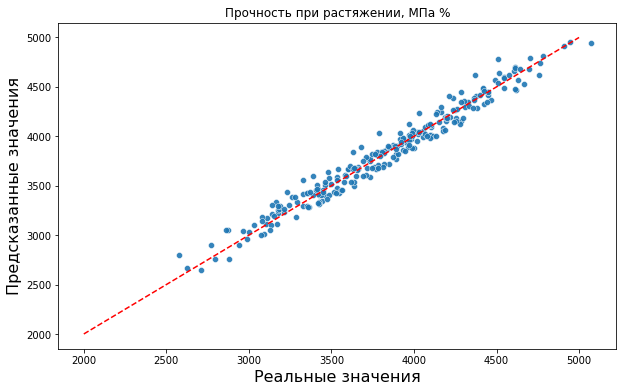 Прочность при растяжении, МПа %
5000
4500
4000
3500
3000
2500
2000
Предсказанные значения
2000 2500 3000 3500 4000 4500 5000
Реальные значения